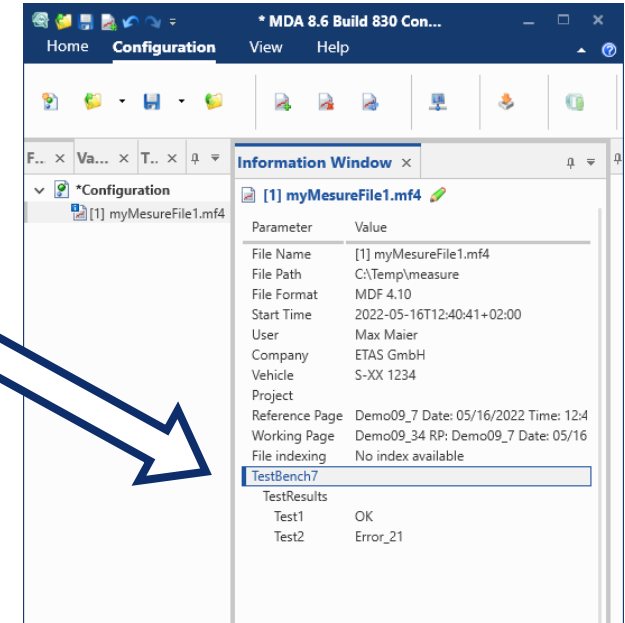 * MDA 8.6 Build 830 Con...
Home Configuration View Help
F.. Va... T..
*Configuration
[1] myMesureFile1.mf4
Information Window
[1] myMesureFile1.mf4
Parameter Value
File Name [1] myMesureFile1.mf4
File Path C:\Temp\measure
File Format MDF 4.10
Start Time 2022-05-16T12:40:41+02:00
User Max Maier
Company ETAS GmbH
Vehicle S-XX 1234
Project
Reference Page Demo09_7 Date: 05/16/2022 Time: 12:4
Working Page Demo09_34 RP: Demo09_7 Date: 05/16
File indexing No index available
TestBench7
TestResults
Test1 OK
Test2 Error_21